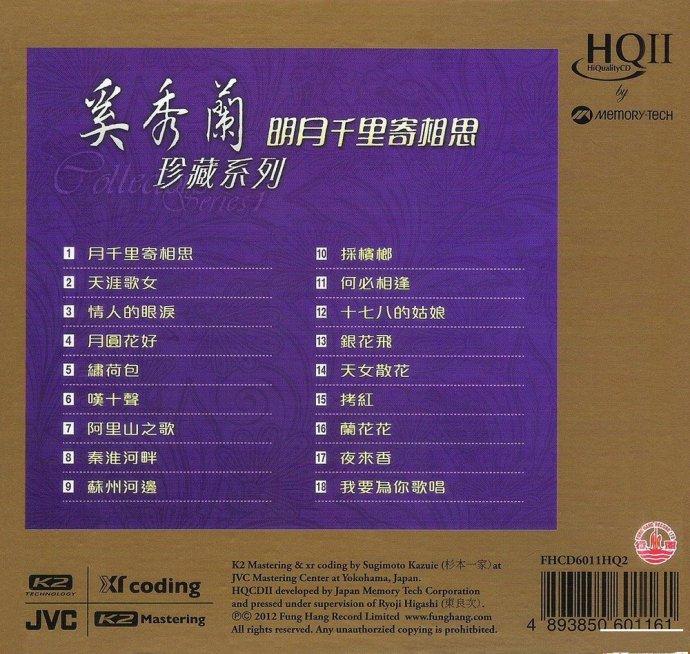 HQII
HiQualityCD
by
MEMORY-TECH
奚秀蘭 明月千里寄相思
珍藏系列
Collection
Series 1
1 月千里寄相思
2 天涯歌女
3 情人的眼淚
4 月圓花好
5 繡荷包
6 嘆十聲
7 阿里山之歌
8 秦淮河畔
9 蘇州河邊
10 採檳榔
11 何必相逢
12 十七八的姑娘
13 銀花飛
14 天女散花
15 拷紅
16 蘭花花
17 夜來香
18 我要為你歌唱
K2
TECHNOLOGY
xr coding
JVC
K2 Mastering
K2 Mastering & xr coding by Sugimoto Kazuie (杉本一家) at
JVC Mastering Center at Yokohama, Japan.
HQCDII developed by Japan Memory Tech Corporation
and pressed under supervision of Ryoji Higashi (東良次).
℗© 2012 Fung Hang Record Limited www.funghang.com
All rights reserved. Any unauthorzied copying is prohitbited.
FHCD6011HQ2
4 893850 601161